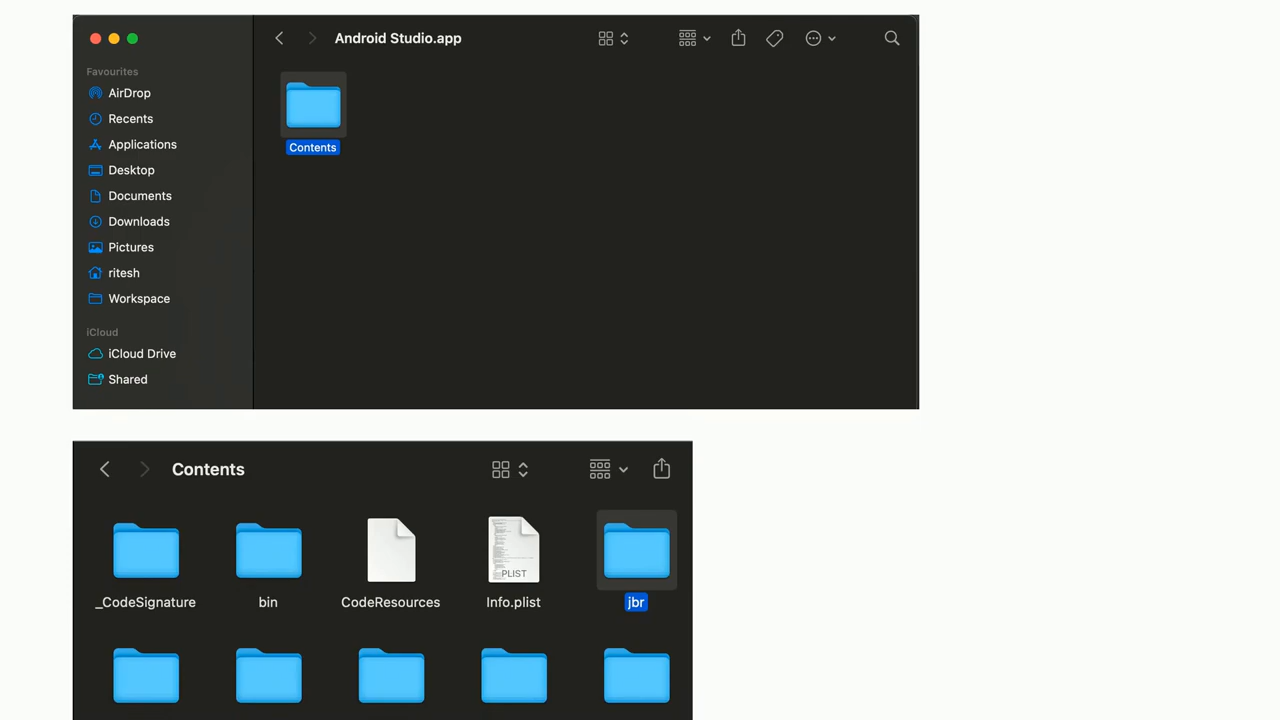 Android Studio.app
Favourites
AirDrop
Recents
Applications
Desktop
Documents
Downloads
Pictures
ritesh
Workspace
iCloud
iCloud Drive
Shared
Contents
Contents
_CodeSignature
bin
CodeResources
PLIST
Info.plist
jbr